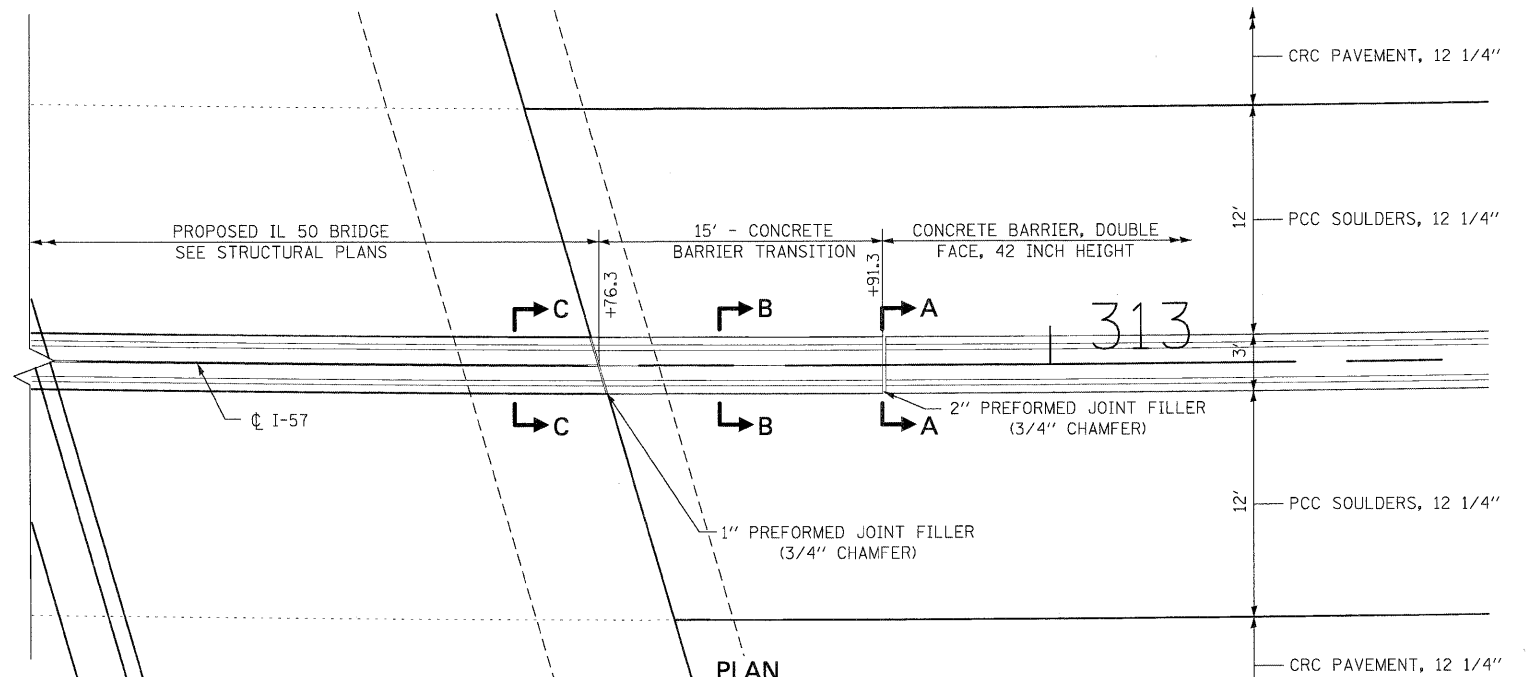 CRC PAVEMENT, 12 1/4"
12'
PCC SOULDERS, 12 1/4"
PROPOSED IL 50 BRIDGE
SEE STRUCTURAL PLANS
15' - CONCRETE
BARRIER TRANSITION
CONCRETE BARRIER, DOUBLE
FACE, 42 INCH HEIGHT
+76.3
+91.3
C
B
A
313
3'
℄ I-57
C
B
A
2" PREFORMED JOINT FILLER
(3/4" CHAMFER)
12'
PCC SOULDERS, 12 1/4"
1" PREFORMED JOINT FILLER
(3/4" CHAMFER)
PLAN
CRC PAVEMENT, 12 1/4"